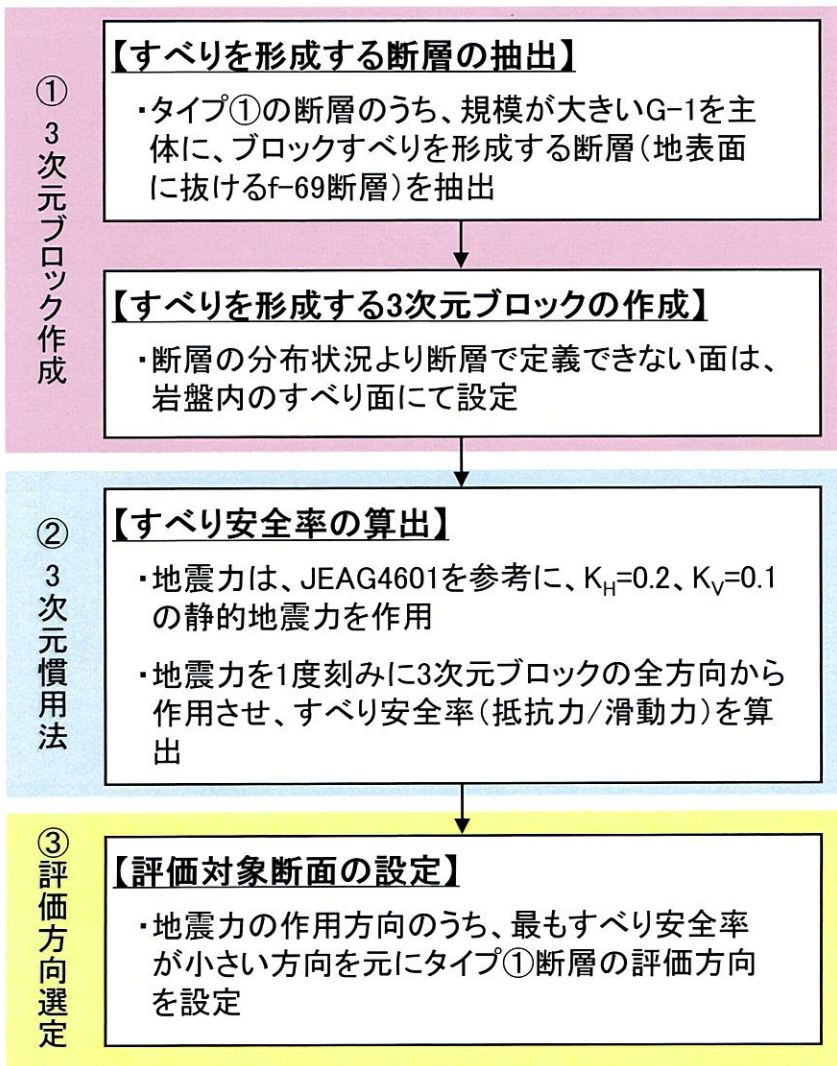 ①3次元ブロック作成
【すべりを形成する断層の抽出】
・タイプ①の断層のうち、規模が大きいG-1を主
体に、ブロックすべりを形成する断層(地表面
に抜けるf-69断層)を抽出
【すべりを形成する3次元ブロックの作成】
・断層の分布状況より断層で定義できない面は、
岩盤内のすべり面にて設定
②3次元慣用法
【すべり安全率の算出】
・地震力は、JEAG4601を参考に、K_H=0.2、K_V=0.1
の静的地震力を作用
・地震力を1度刻みに3次元ブロックの全方向から
作用させ、すべり安全率(抵抗力/滑動力)を算
出
③評価方向選定
【評価対象断面の設定】
・地震力の作用方向のうち、最もすべり安全率
が小さい方向を元にタイプ①断層の評価方向
を設定